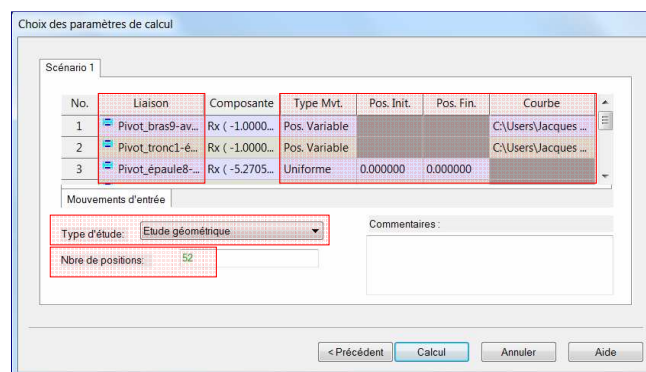 Choix des paramètres de calcul
Scénario 1
No. Liaison Composante Type Mvt. Pos. Init. Pos. Fin. Courbe
1 Pivot_bras9-av... Rx ( -1.0000... Pos. Variable C:\Users\Jacques ...
2 Pivot_tronc1-é... Rx ( -1.0000... Pos. Variable C:\Users\Jacques ...
3 Pivot_épaule8-... Rx ( -5.2705... Uniforme 0.000000 0.000000
Mouvements d'entrée
Type d'étude: Etude géométrique
Commentaires :
Nbre de positions: 52
< Précédent Calcul Annuler Aide